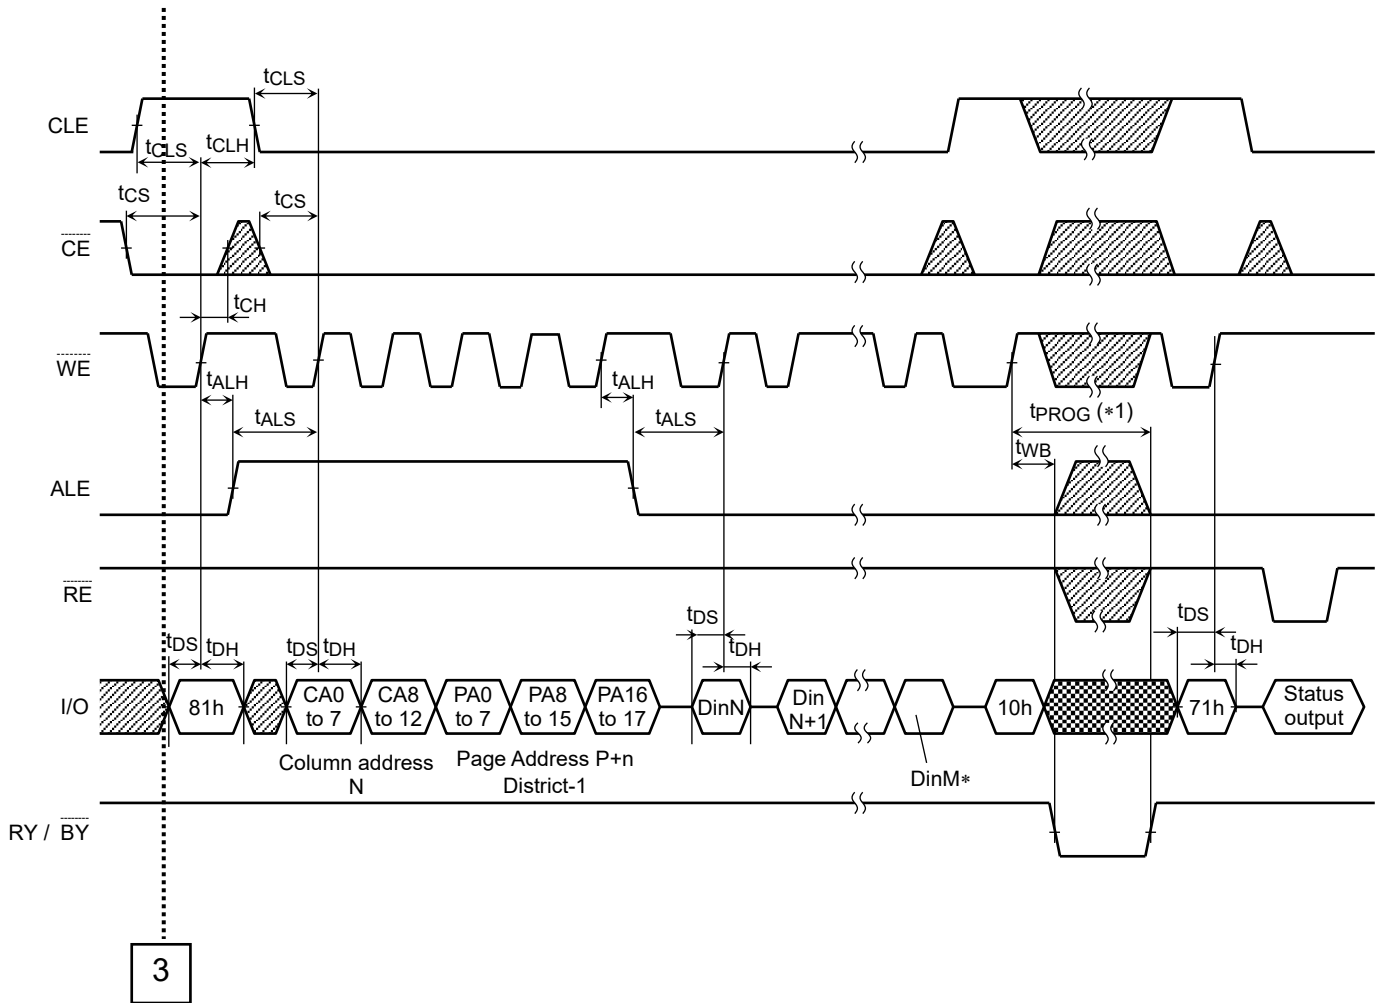 tCLS
CLE
tCLS
tCLH
tCS
tCS
CE
tCH
WE
tALH
tALH
tPROG (∗1)
tALS
tALS
tWB
ALE
RE
tDS
tDH
tDS
tDH
tDS
tDH
tDS
tDH
I/O
81h
CA0
to 7
CA8
to 12
PA0
to 7
PA8
to 15
PA16
to 17
DinN
Din
N+1
10h
71h
Status
output
Column address
N
Page Address P+n
District-1
DinM∗
RY / BY
3